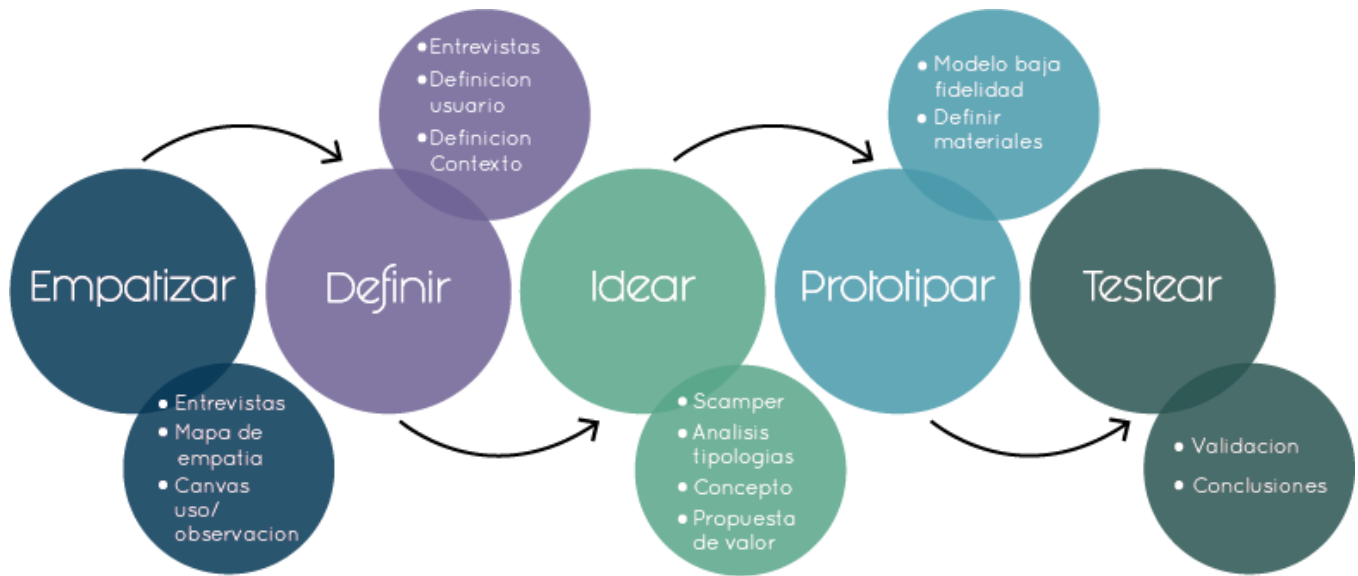 Empatizar
• Entrevistas
• Mapa de
empatia
• Canvas
uso/
observacion
Definir
• Entrevistas
• Definicion
usuario
• Definicion
Contexto
Idear
• Scamper
• Analisis
tipologias
• Concepto
• Propuesta
de valor
Prototipar
• Modelo baja
fidelidad
• Definir
materiales
Testear
• Validacion
• Conclusiones